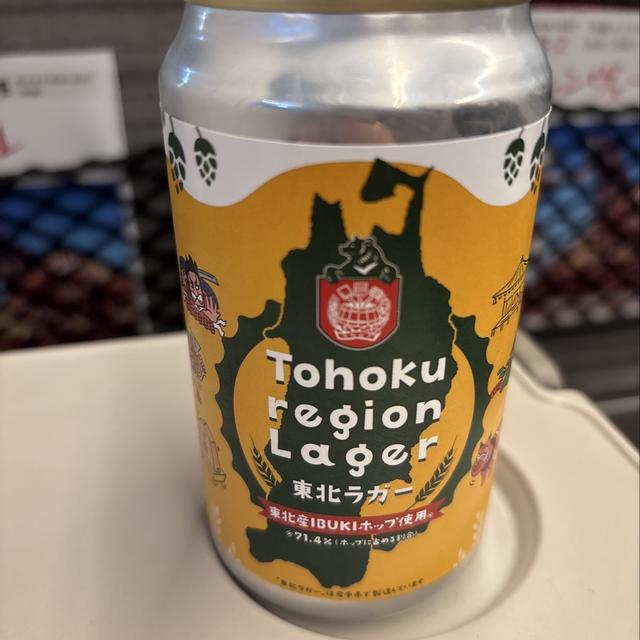 Tohoku
region
Lager
東北ラガー
東北産IBUKIホップ使用※
※71.4%(ホップに占める割合)